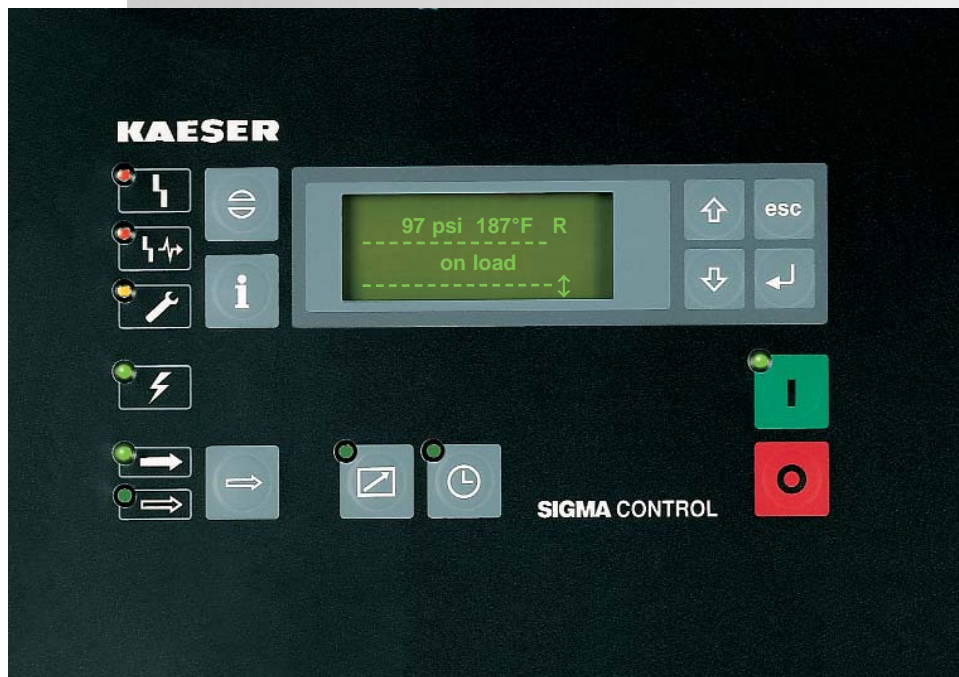 KAESER
97 psi 187°F R
on load
esc
i
I
SIGMA CONTROL